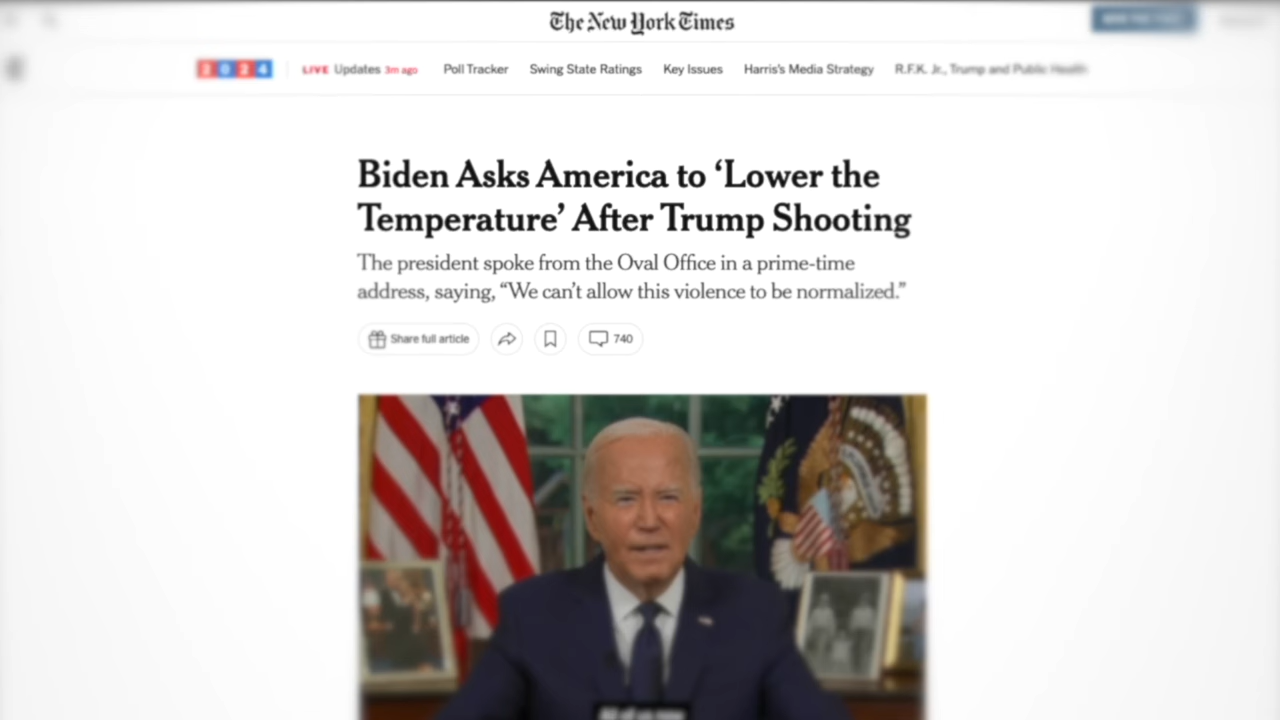 The New York Times
2024 LIVE Updates 3m ago Poll Tracker Swing State Ratings Key Issues Harris's Media Strategy R.F.K. Jr., Trump and Public Health
Biden Asks America to ‘Lower the
Temperature’ After Trump Shooting
The president spoke from the Oval Office in a prime-time
address, saying, “We can’t allow this violence to be normalized.”
Share full article 740